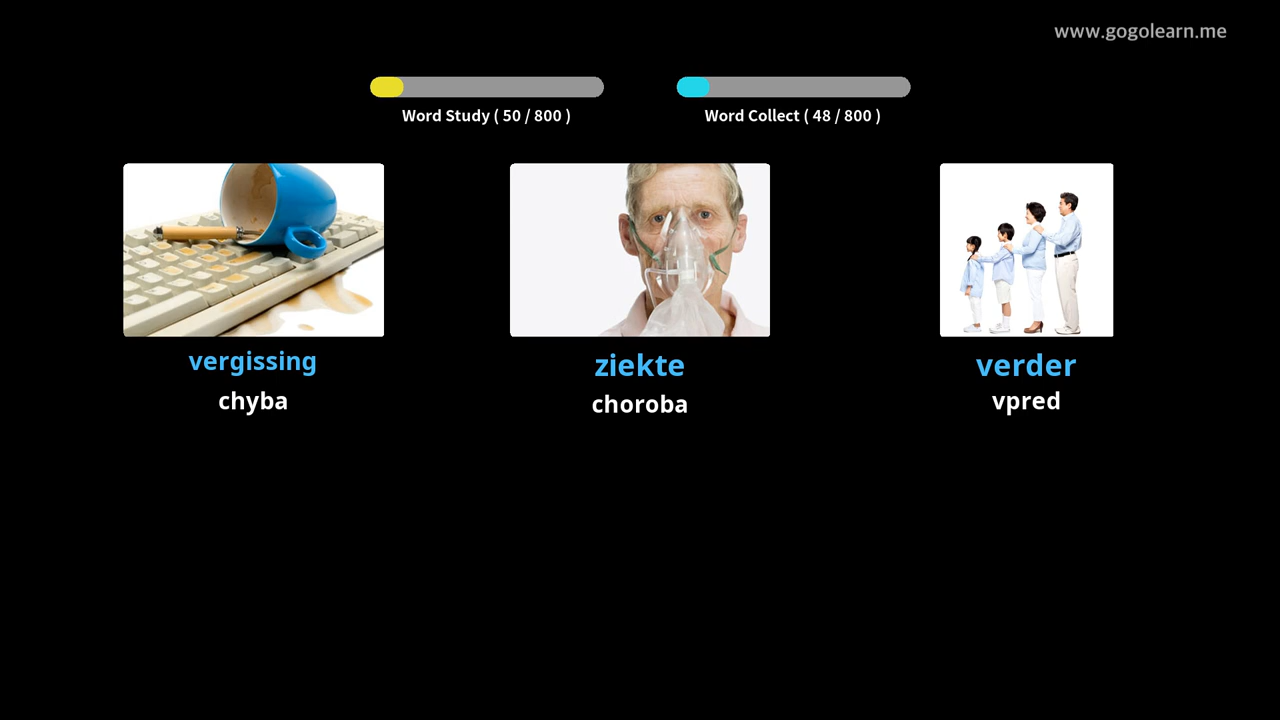 www.gogolearn.me
Word Study ( 50 / 800 )
Word Collect ( 48 / 800 )
vergissing
chyba
ziekte
choroba
verder
vpred